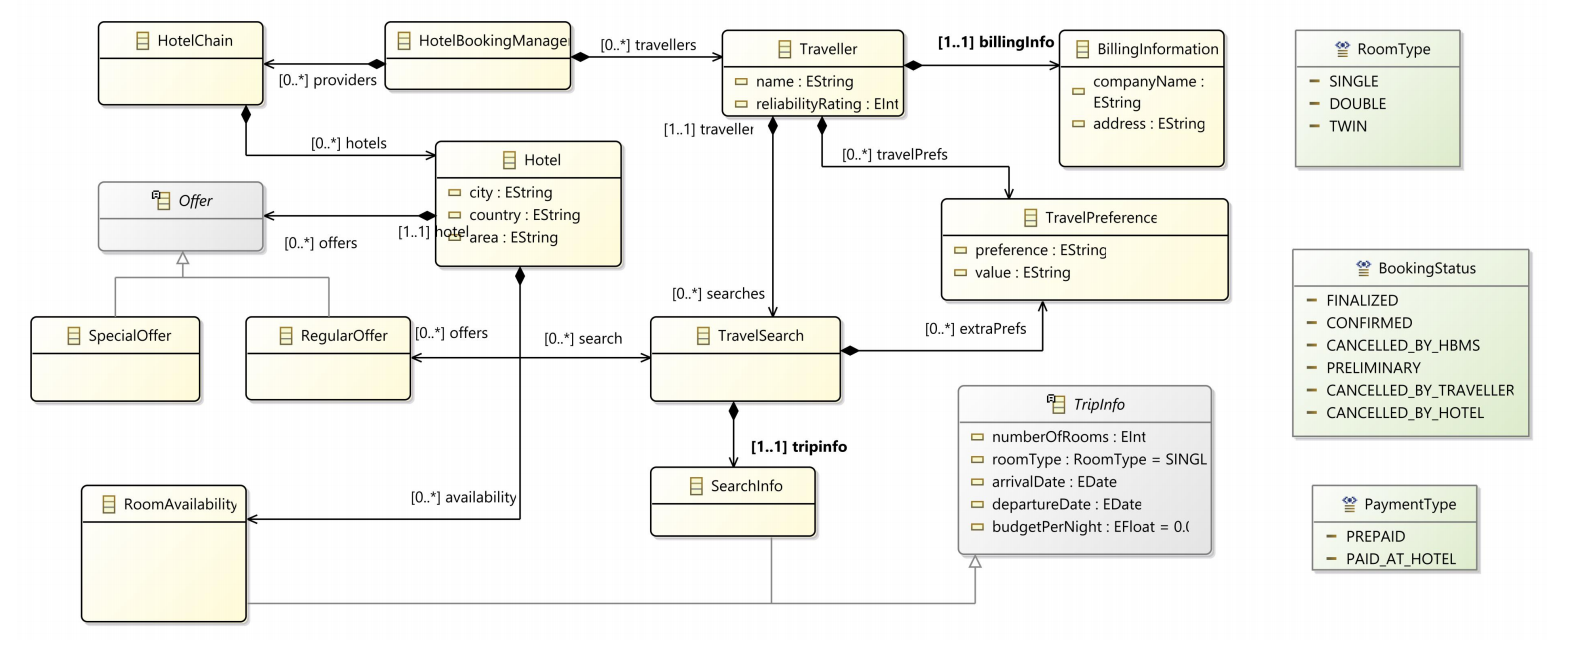 HotelChain
HotelBookingManager
[0..*] travellers
[0..*] providers
Traveller
name : EString
reliabilityRating : EInt
[1..1] billingInfo
BillingInformation
companyName :
EString
address : EString
RoomType
SINGLE
DOUBLE
TWIN
[1..1] traveller
[0..*] hotels
[0..*] travelPrefs
Hotel
city : EString
country : EString
area : EString
Offer
[1..1] hotel
[0..*] offers
TravelPreference
preference : EString
value : EString
BookingStatus
FINALIZED
CONFIRMED
CANCELLED_BY_HBMS
PRELIMINARY
CANCELLED_BY_TRAVELLER
CANCELLED_BY_HOTEL
[0..*] searches
SpecialOffer
RegularOffer
[0..*] offers
[0..*] search
TravelSearch
[0..*] extraPrefs
[1..1] tripinfo
TripInfo
numberOfRooms : EInt
roomType : RoomType = SINGL
arrivalDate : EDate
departureDate : EDate
budgetPerNight : EFloat = 0.0
SearchInfo
[0..*] availability
RoomAvailability
PaymentType
PREPAID
PAID_AT_HOTEL